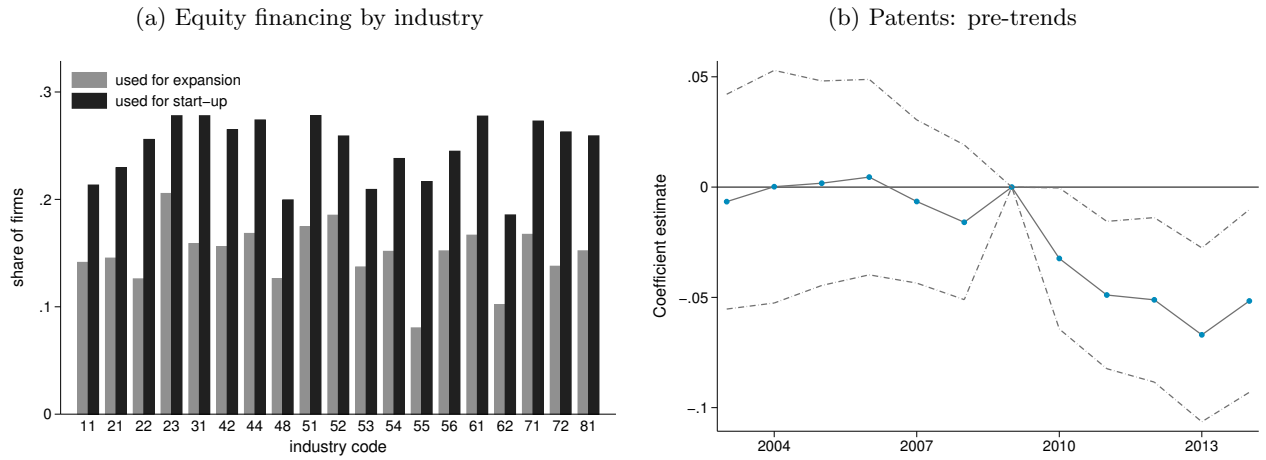 (a) Equity financing by industry
used for expansion
used for start−up
share of firms
.3
.2
.1
0
11 21 22 23 31 42 44 48 51 52 53 54 55 56 61 62 71 72 81
industry code
(b) Patents: pre-trends
Coefficient estimate
.05
0
−.05
−.1
2004 2007 2010 2013